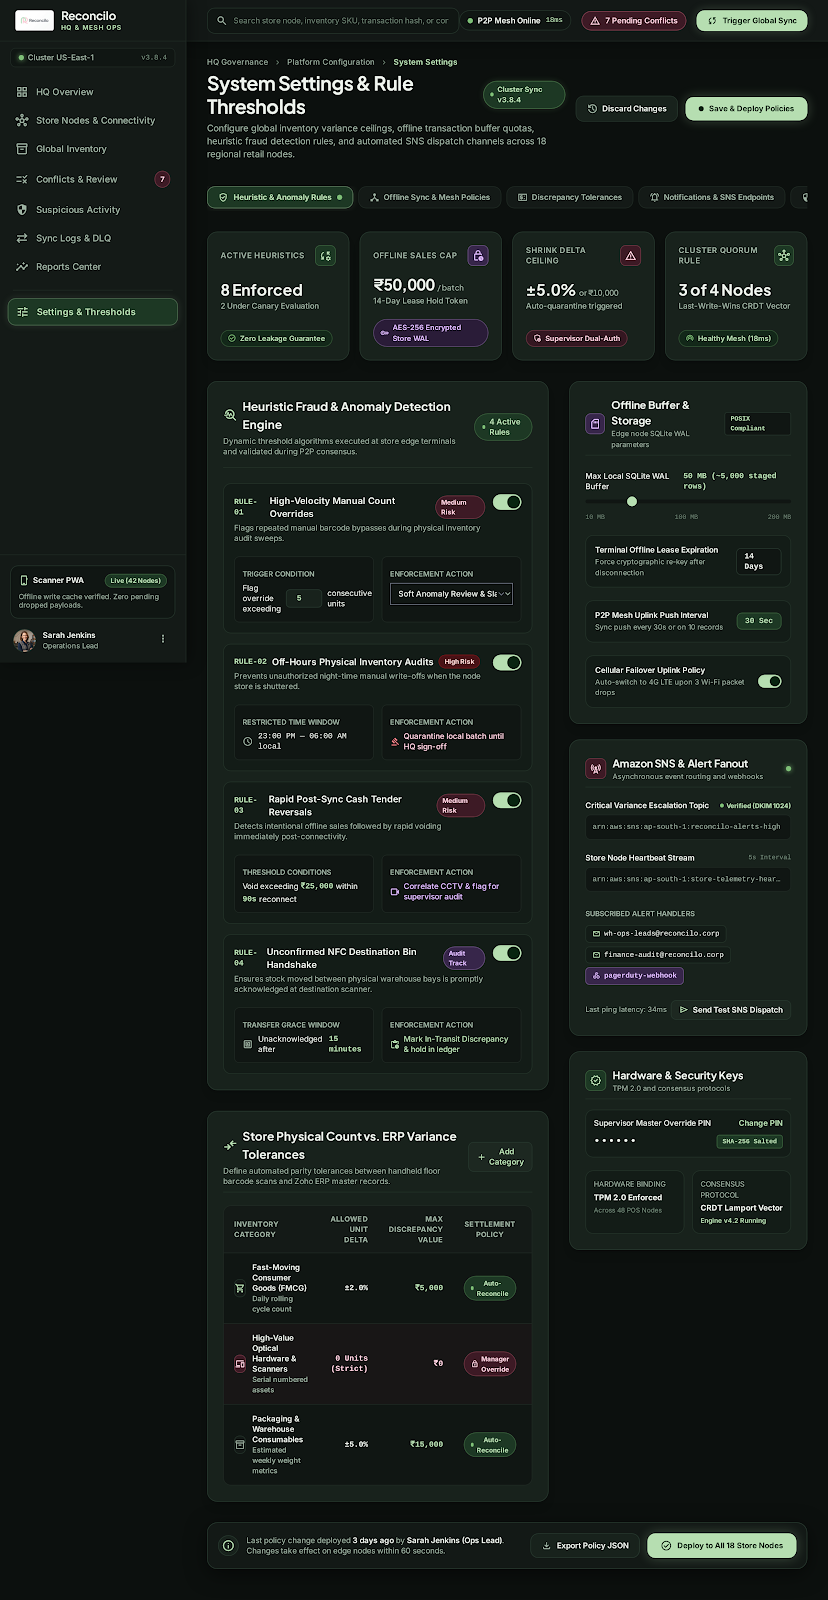 Reconcilo
HQ & MESH OPS
Cluster US-East-1
v3.8.4
HQ Overview
Store Nodes & Connectivity
Global Inventory
Conflicts & Review
7
Suspicious Activity
Sync Logs & DLQ
Reports Center
Settings & Thresholds
Scanner PWA
Live (42 Nodes)
Offline write cache verified. Zero pending
dropped payloads.
Sarah Jenkins
Operations Lead
Search store node, inventory SKU, transaction hash, or cor
P2P Mesh Online 18ms
7 Pending Conflicts
Trigger Global Sync
HQ Governance › Platform Configuration › System Settings
System Settings & Rule
Thresholds
Cluster Sync
v3.8.4
Configure global inventory variance ceilings, offline transaction buffer quotas,
heuristic fraud detection rules, and automated SNS dispatch channels across 18
regional retail nodes.
Discard Changes
Save & Deploy Policies
Heuristic & Anomaly Rules
Offline Sync & Mesh Policies
Discrepancy Tolerances
Notifications & SNS Endpoints
ACTIVE HEURISTICS
8 Enforced
2 Under Canary Evaluation
Zero Leakage Guarantee
OFFLINE SALES CAP
₹50,000 /batch
14-Day Lease Hold Token
AES-256 Encrypted
Store WAL
SHRINK DELTA
CEILING
±5.0% or ₹10,000
Auto-quarantine triggered
Supervisor Dual-Auth
CLUSTER QUORUM
RULE
3 of 4 Nodes
Last-Write-Wins CRDT Vector
Healthy Mesh (18ms)
Heuristic Fraud & Anomaly Detection
Engine
4 Active
Rules
Dynamic threshold algorithms executed at store edge terminals
and validated during P2P consensus.
RULE-
01
High-Velocity Manual Count
Overrides
Medium
Risk
Flags repeated manual barcode bypasses during physical inventory
audit sweeps.
TRIGGER CONDITION
Flag
override
exceeding
5
consecutive
units
ENFORCEMENT ACTION
Soft Anomaly Review & Sla
RULE-02 Off-Hours Physical Inventory Audits
High Risk
Prevents unauthorized night-time manual write-offs when the node
store is shuttered.
RESTRICTED TIME WINDOW
23:00 PM — 06:00 AM
local
ENFORCEMENT ACTION
Quarantine local batch until
HQ sign-off
RULE-
03
Rapid Post-Sync Cash Tender
Reversals
Medium
Risk
Detects intentional offline sales followed by rapid voiding
immediately post-connectivity.
THRESHOLD CONDITIONS
Void exceeding ₹25,000 within
90s reconnect
ENFORCEMENT ACTION
Correlate CCTV & flag for
supervisor audit
RULE-
04
Unconfirmed NFC Destination Bin
Handshake
Audit
Track
Ensures stock moved between physical warehouse bays is promptly
acknowledged at destination scanner.
TRANSFER GRACE WINDOW
Unacknowledged
after
15
minutes
ENFORCEMENT ACTION
Mark In-Transit Discrepancy
& hold in ledger
Store Physical Count vs. ERP Variance
Tolerances
Define automated parity tolerances between handheld floor
barcode scans and Zoho ERP master records.
Add
Category
INVENTORY
CATEGORY
ALLOWED
UNIT
DELTA
MAX
DISCREPANCY
VALUE
SETTLEMENT
POLICY
Fast-Moving
Consumer
Goods (FMCG)
Daily rolling
cycle count
±2.0%
₹5,000
Auto-
Reconcile
High-Value
Optical
Hardware &
Scanners
Serial numbered
assets
0 Units
(Strict)
₹0
Manager
Override
Packaging &
Warehouse
Consumables
Estimated
weekly weight
metrics
±5.0%
₹15,000
Auto-
Reconcile
Offline Buffer &
Storage
Edge node SQLite WAL
parameters
POSIX
Compliant
Max Local SQLite WAL
Buffer
50 MB (~5,000 staged
rows)
10 MB
100 MB
200 MB
Terminal Offline Lease Expiration
Force cryptographic re-key after
disconnection
14
Days
P2P Mesh Uplink Push Interval
Sync push every 30s or on 10 records
30 Sec
Cellular Failover Uplink Policy
Auto-switch to 4G LTE upon 3 Wi-Fi packet
drops
Amazon SNS & Alert Fanout
Asynchronous event routing and webhooks
Critical Variance Escalation Topic
Verified (DKIM 1024)
arn:aws:sns:ap-south-1:reconcilo-alerts-high
Store Node Heartbeat Stream
5s Interval
arn:aws:sns:ap-south-1:store-telemetry-hear…
SUBSCRIBED ALERT HANDLERS
wh-ops-leads@reconcilo.corp
finance-audit@reconcilo.corp
pagerduty-webhook
Last ping latency: 34ms
Send Test SNS Dispatch
Hardware & Security Keys
TPM 2.0 and consensus protocols
Supervisor Master Override PIN
Change PIN
••••••
SHA-256 Salted
HARDWARE BINDING
TPM 2.0 Enforced
Across 48 POS Nodes
CONSENSUS
PROTOCOL
CRDT Lamport Vector
Engine v4.2 Running
Last policy change deployed 3 days ago by Sarah Jenkins (Ops Lead).
Changes take effect on edge nodes within 60 seconds.
Export Policy JSON
Deploy to All 18 Store Nodes